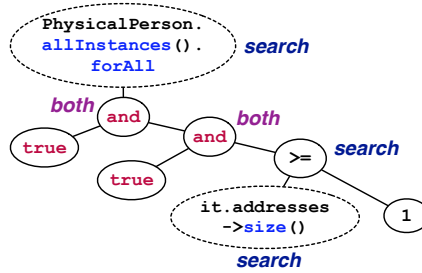 PhysicalPerson.
allInstances().
forAll
search
both
and
both
and
true
search
>=
true
it.addresses
->size()
1
search